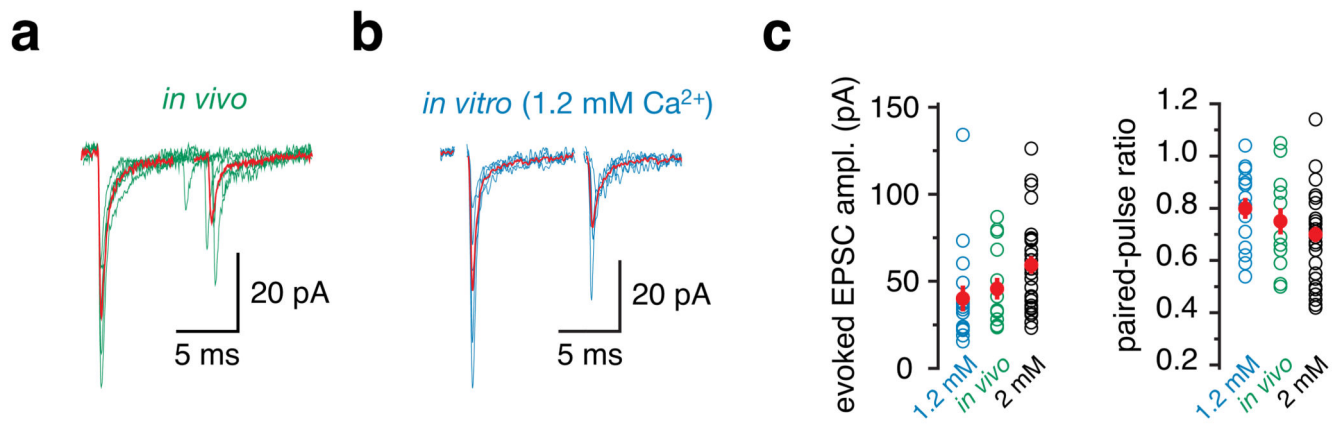 a
in vivo
20 pA
5 ms
b
in vitro (1.2 mM Ca²⁺)
20 pA
5 ms
c
evoked EPSC ampl. (pA)
150
100
50
0
1.2 mM
in vivo
2 mM
paired-pulse ratio
1.2
1.0
0.8
0.6
0.4
0.2
1.2 mM
in vivo
2 mM